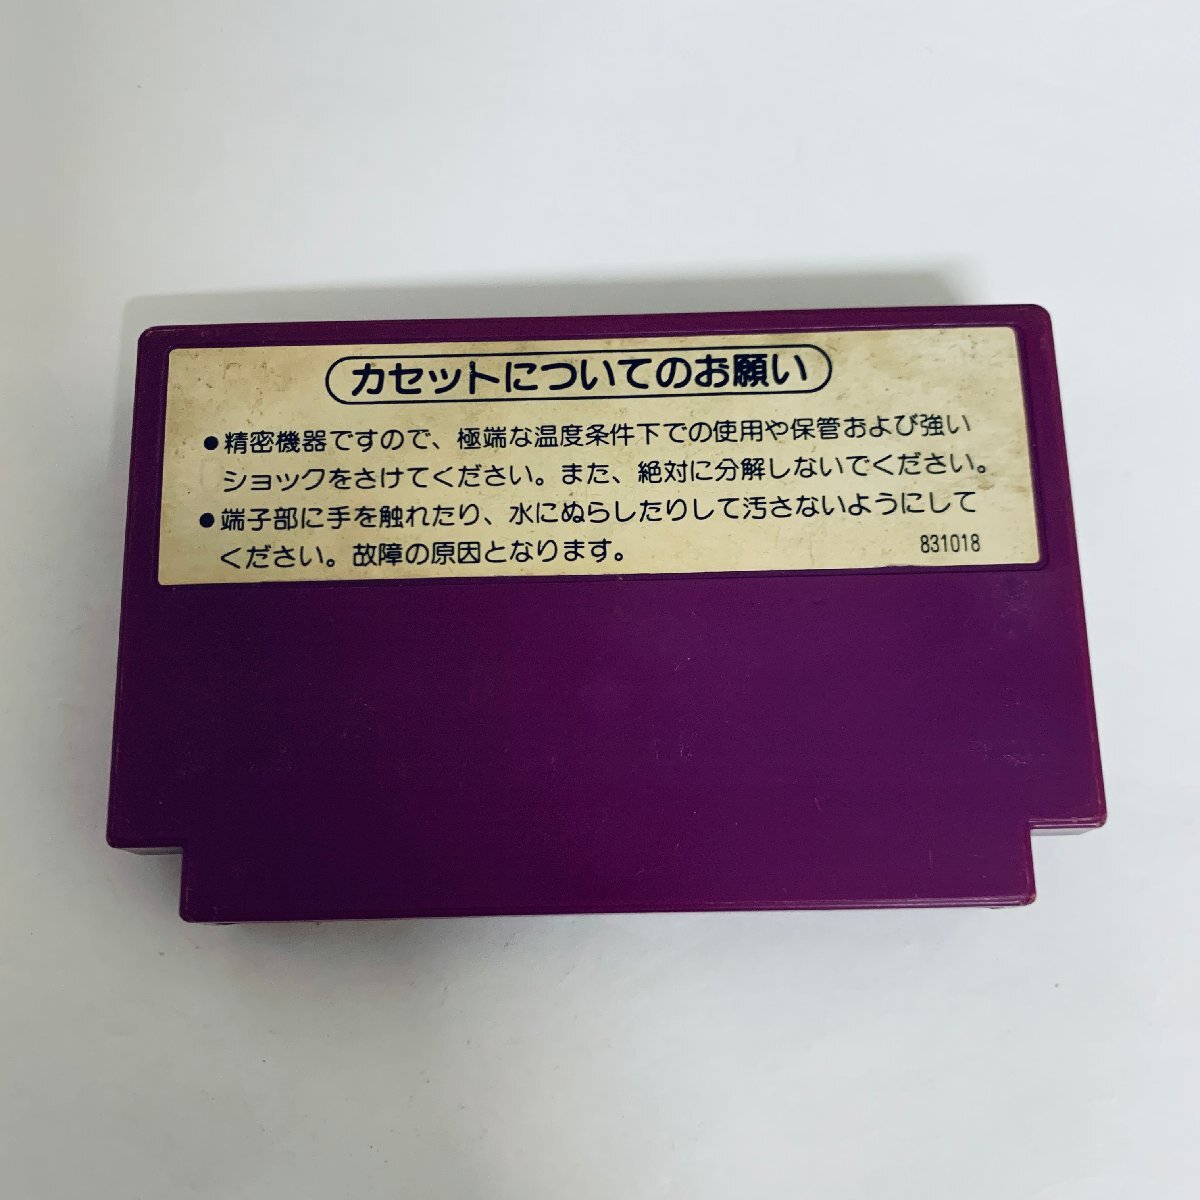 カセットについてのお願い
●精密機器ですので、極端な温度条件下での使用や保管および強い
ショックをさけてください。また、絶対に分解しないでください。
●端子部に手を触れたり、水にぬらしたりして汚さないようにして
ください。故障の原因となります。
831018